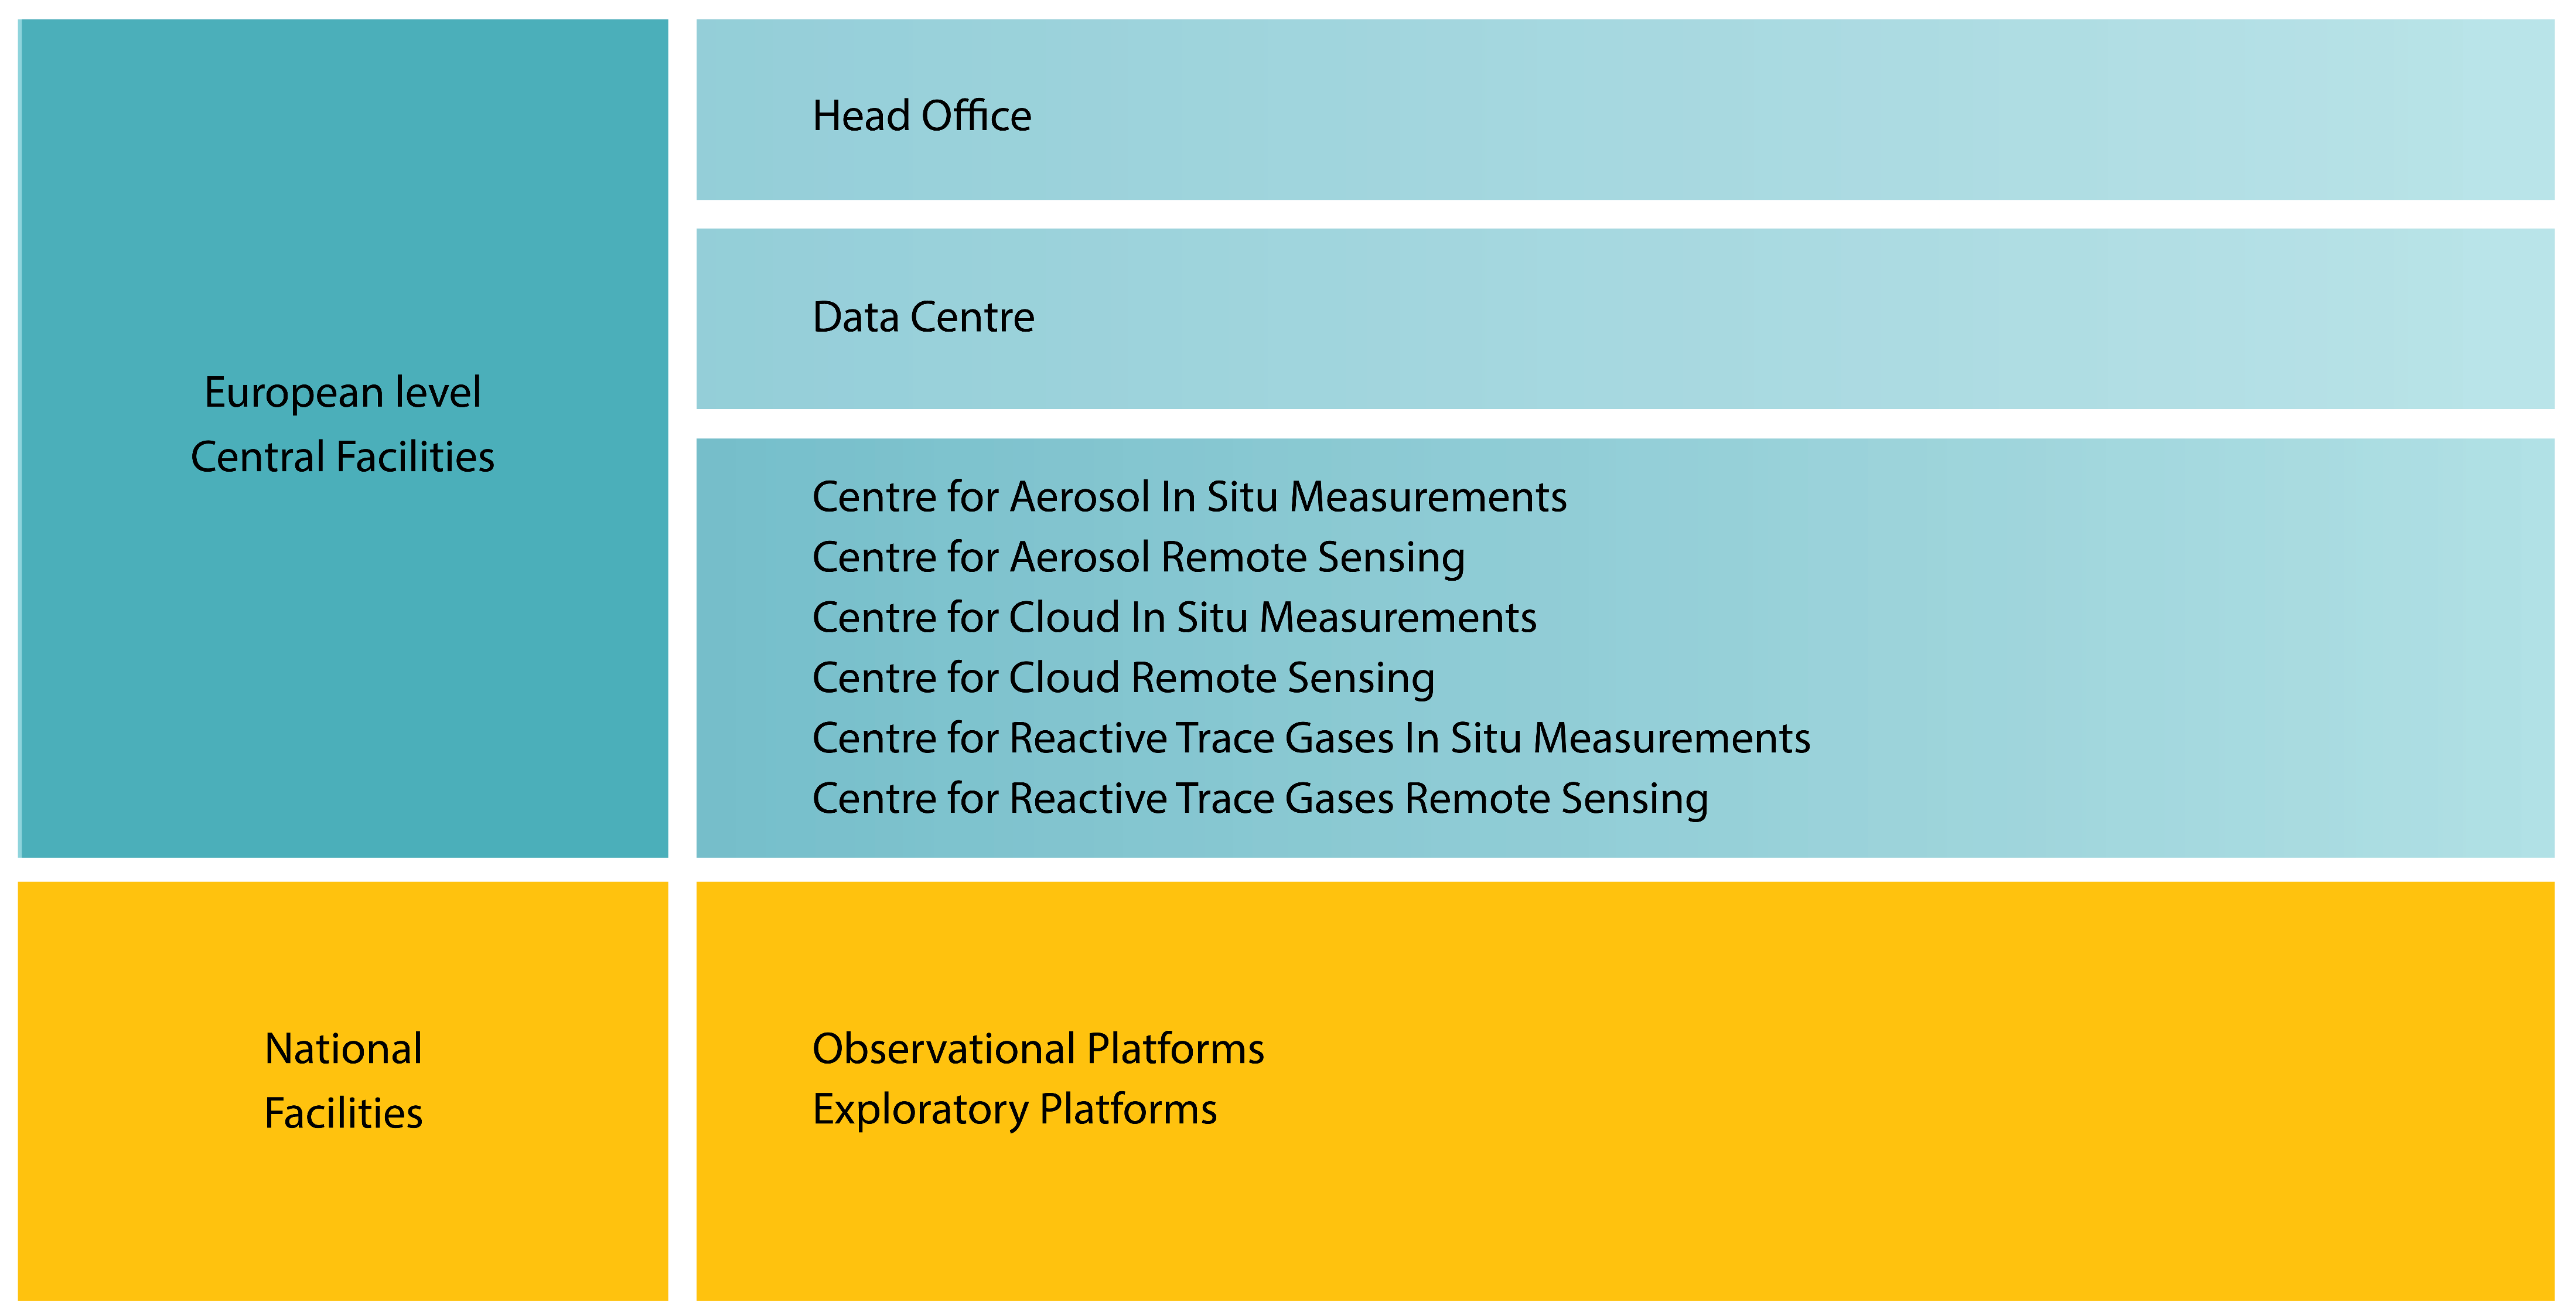 European level
Central Facilities
Head Office
Data Centre
Centre for Aerosol In Situ Measurements
Centre for Aerosol Remote Sensing
Centre for Cloud In Situ Measurements
Centre for Cloud Remote Sensing
Centre for Reactive Trace Gases In Situ Measurements
Centre for Reactive Trace Gases Remote Sensing
National
Facilities
Observational Platforms
Exploratory Platforms